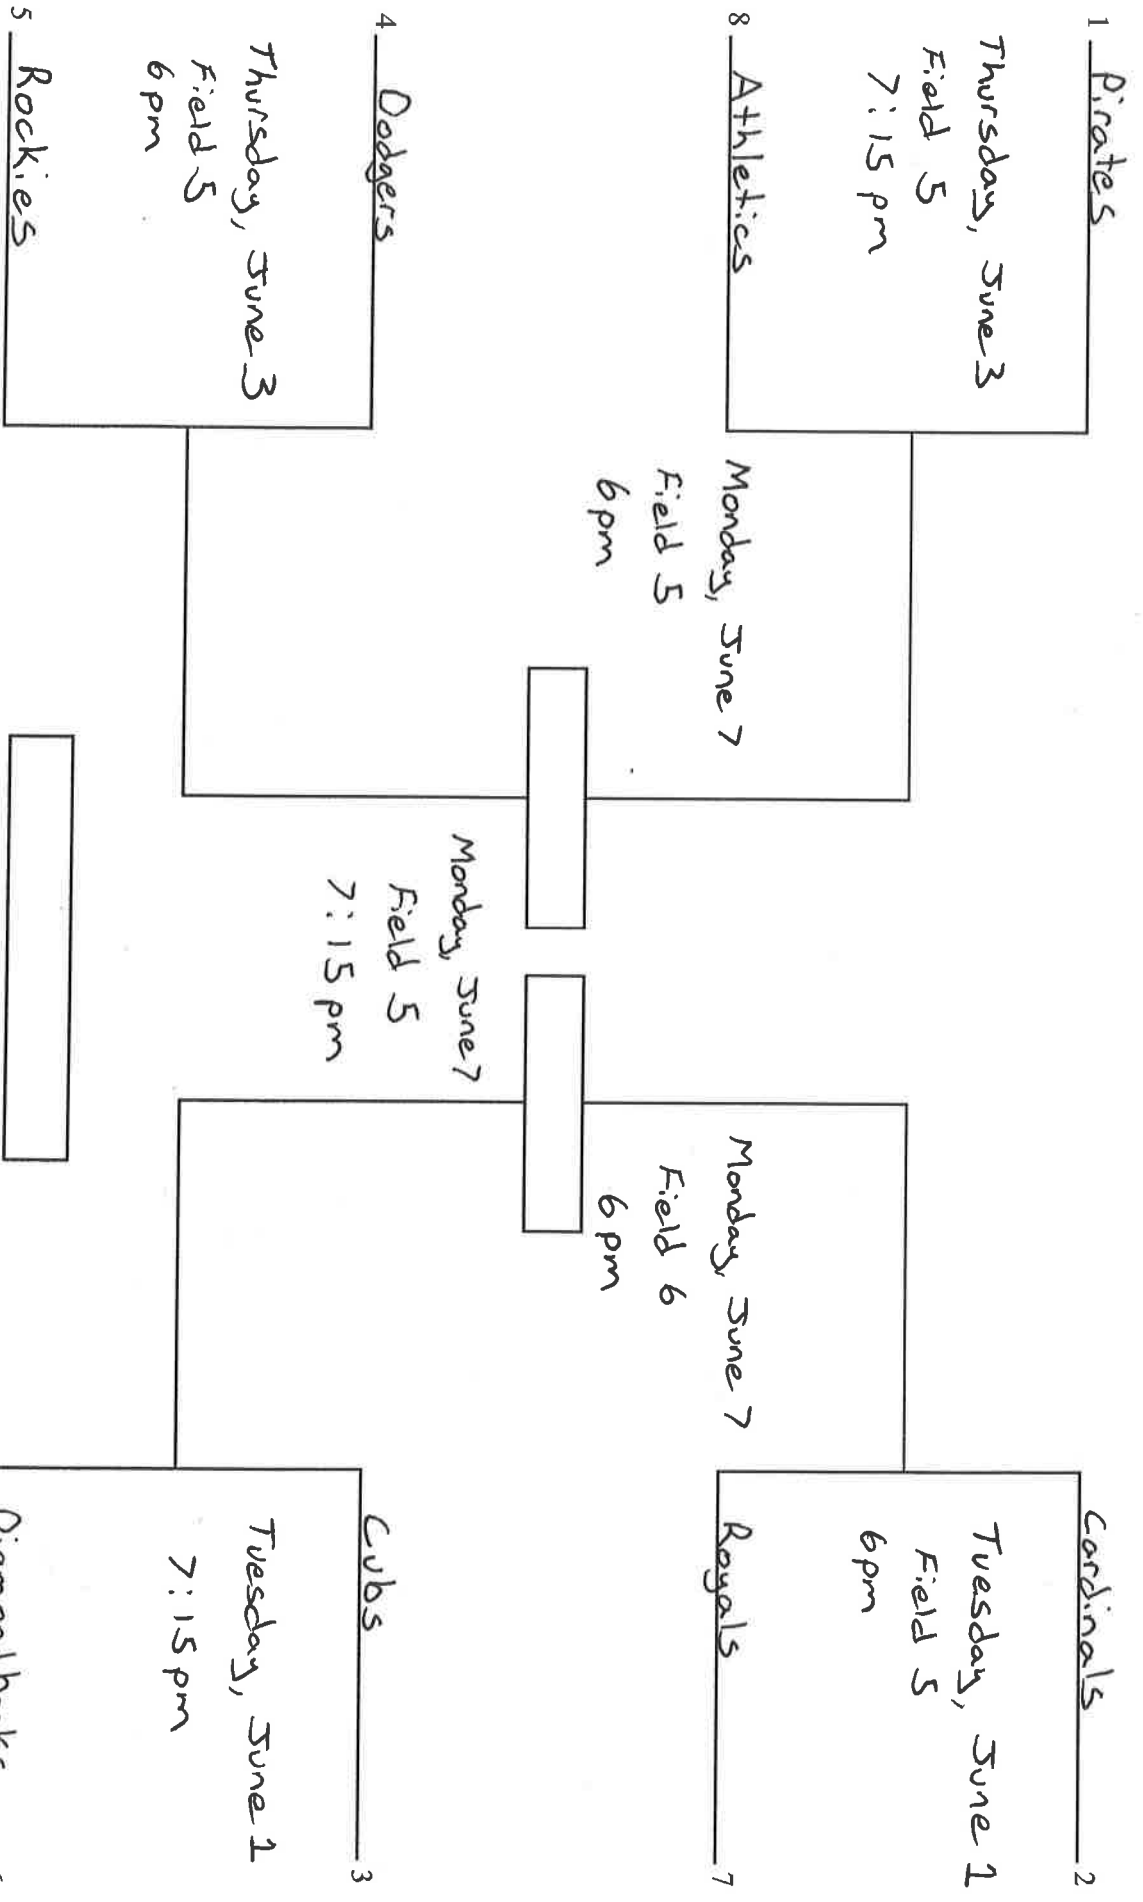 1 Pirates
Thursday, June 3
Field 5
7:15 pm
8 Athletics
Monday, June 7
Field 5
6 pm
4 Dodgers
Thursday, June 3
Field 5
6 pm
5 Rockies
Monday, June 7
Field 5
7:15 pm
Cardinals 2
Tuesday, June 1
Field 5
6 pm
Royals 7
Monday, June 7
Field 6
6 pm
Cubs 3
Tuesday, June 1
7:15 pm